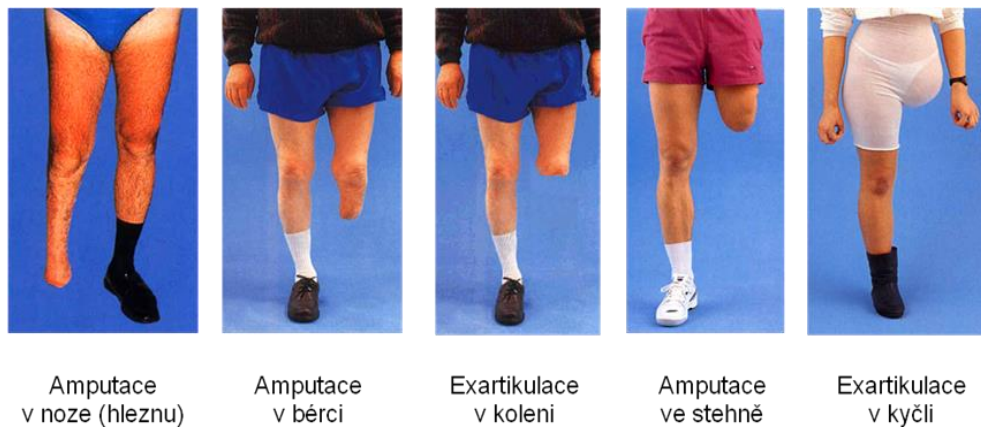 Amputace
v noze (hleznu)
Amputace
v bérci
Exartikulace
v koleni
Amputace
ve stehně
Exartikulace
v kyčli